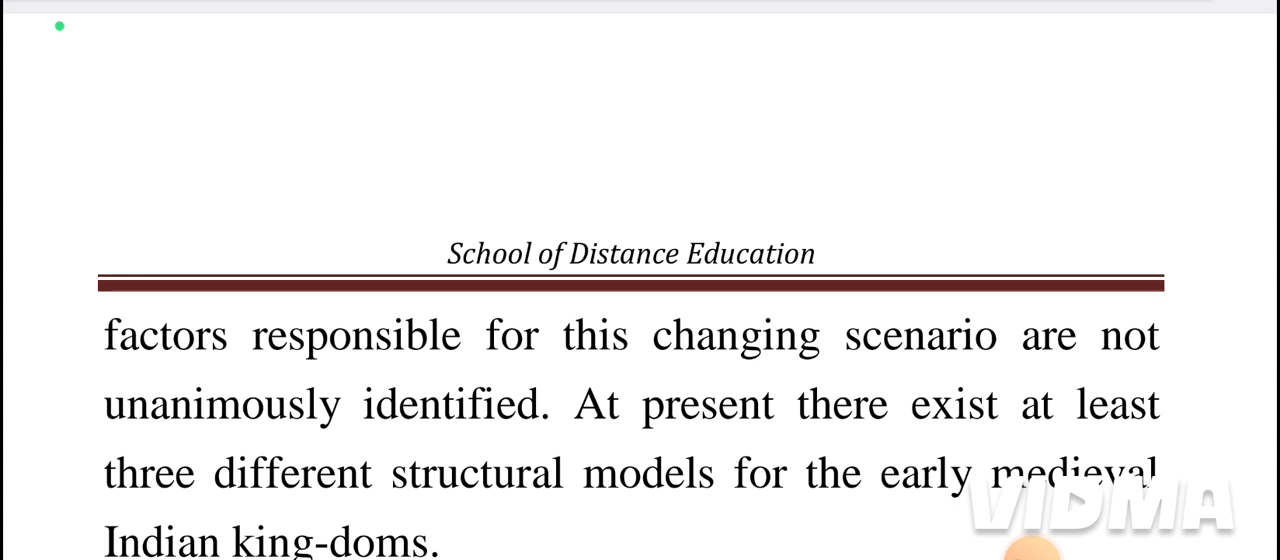 School of Distance Education
factors responsible for this changing scenario are not
unanimously identified. At present there exist at least
three different structural models for the early medieval
Indian king-doms.
VIDMA